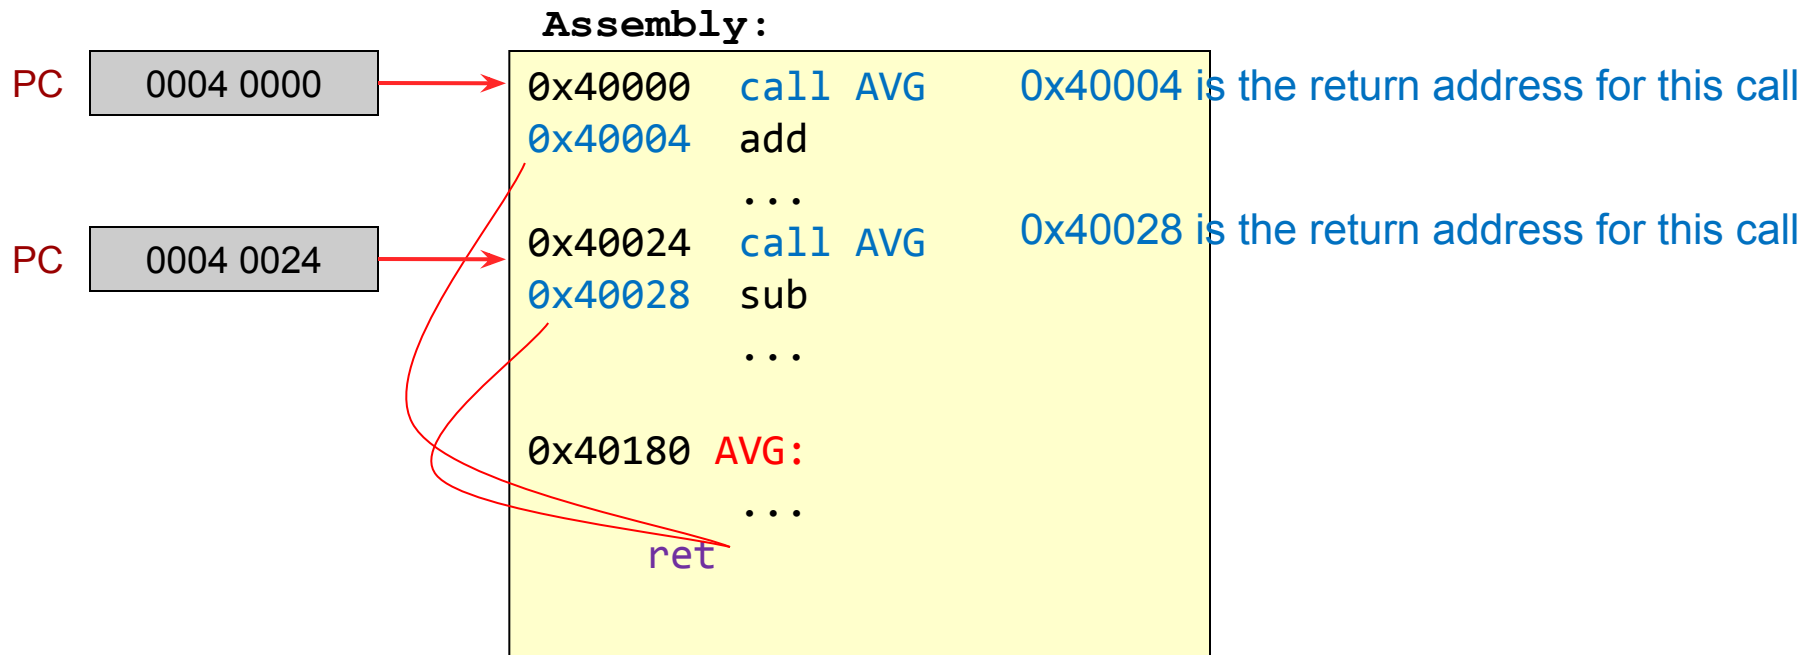 Assembly:
PC 0004 0000 0x40000 call AVG 0x40004 is the return address for this call
0x40004 add
...
PC 0004 0024 0x40024 call AVG 0x40028 is the return address for this call
0x40028 sub
...
0x40180 AVG:
...
ret